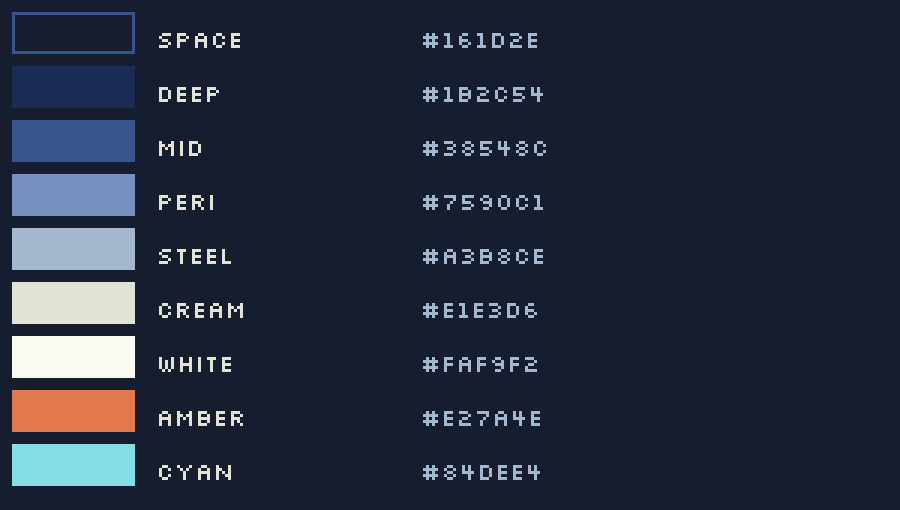 SPACE #161D2E
DEEP #1B2C54
MID #38548C
PERI #7590C1
STEEL #A3B8CE
CREAM #E1E3D6
WHITE #FAF9F2
AMBER #E27A4E
CYAN #84DEE4